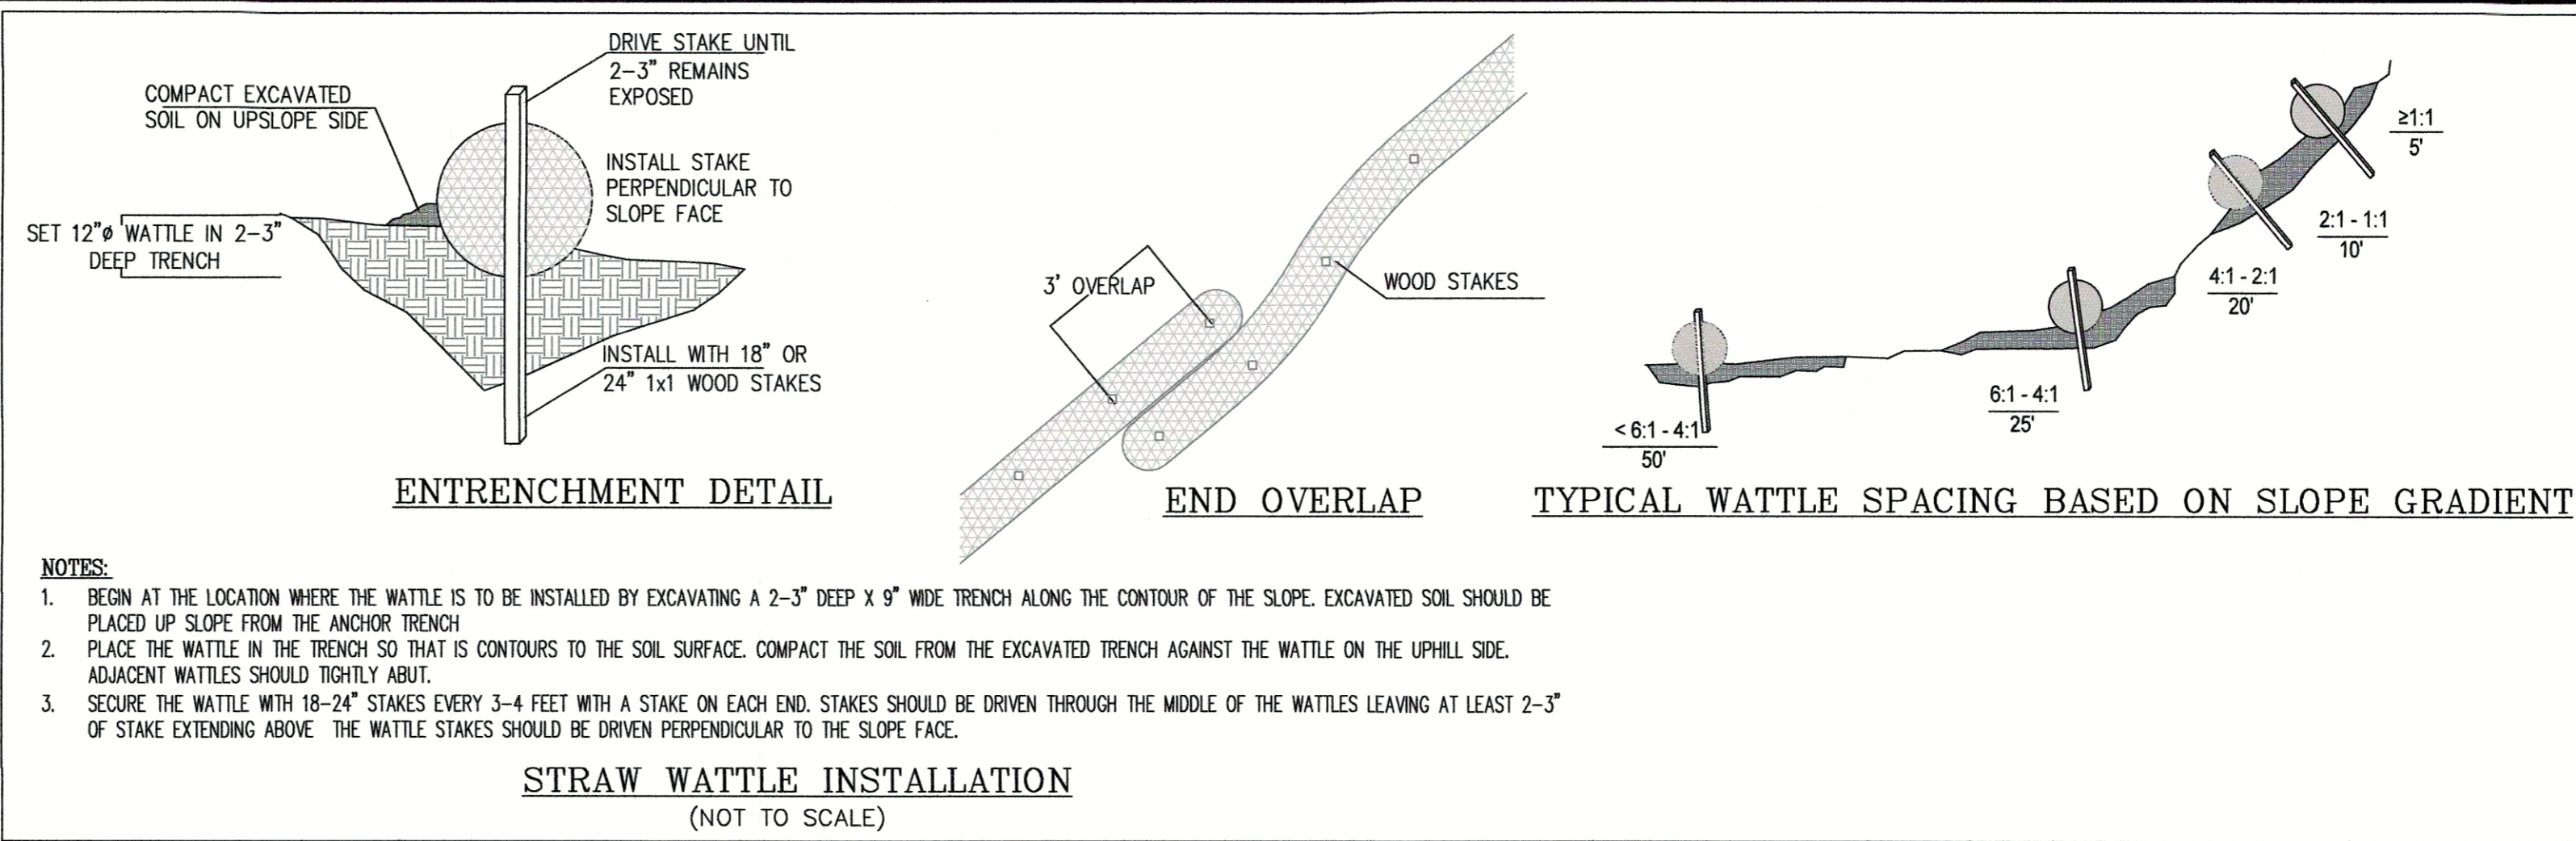 DRIVE STAKE UNTIL
2-3" REMAINS
EXPOSED
COMPACT EXCAVATED
SOIL ON UPSLOPE SIDE
INSTALL STAKE
PERPENDICULAR TO
SLOPE FACE
SET 12"ø WATTLE IN 2-3"
DEEP TRENCH
INSTALL WITH 18" OR
24" 1x1 WOOD STAKES
ENTRENCHMENT DETAIL
3' OVERLAP
WOOD STAKES
END OVERLAP
≥1:1
5'
2:1 - 1:1
10'
4:1 - 2:1
20'
6:1 - 4:1
25'
< 6:1 - 4:1
50'
TYPICAL WATTLE SPACING BASED ON SLOPE GRADIENT
NOTES:
1. BEGIN AT THE LOCATION WHERE THE WATTLE IS TO BE INSTALLED BY EXCAVATING A 2-3" DEEP X 9" WIDE TRENCH ALONG THE CONTOUR OF THE SLOPE. EXCAVATED SOIL SHOULD BE
PLACED UP SLOPE FROM THE ANCHOR TRENCH
2. PLACE THE WATTLE IN THE TRENCH SO THAT IS CONTOURS TO THE SOIL SURFACE. COMPACT THE SOIL FROM THE EXCAVATED TRENCH AGAINST THE WATTLE ON THE UPHILL SIDE.
ADJACENT WATTLES SHOULD TIGHTLY ABUT.
3. SECURE THE WATTLE WITH 18-24" STAKES EVERY 3-4 FEET WITH A STAKE ON EACH END. STAKES SHOULD BE DRIVEN THROUGH THE MIDDLE OF THE WATTLES LEAVING AT LEAST 2-3"
OF STAKE EXTENDING ABOVE THE WATTLE STAKES SHOULD BE DRIVEN PERPENDICULAR TO THE SLOPE FACE.
STRAW WATTLE INSTALLATION
(NOT TO SCALE)